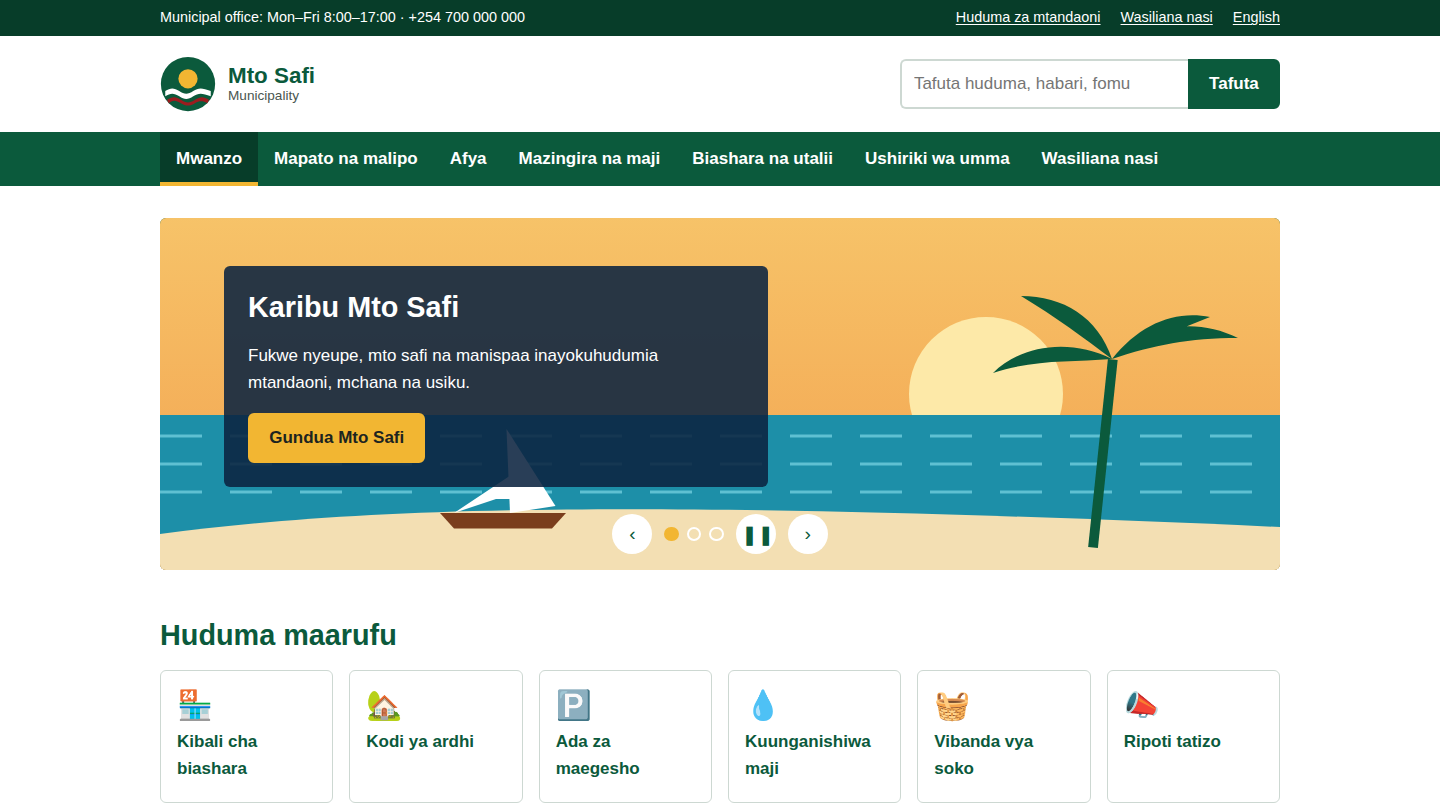 Municipal office: Mon–Fri 8:00–17:00 · +254 700 000 000
Huduma za mtandaoni
Wasiliana nasi
English
Mto Safi
Municipality
Tafuta huduma, habari, fomu
Tafuta
Mwanzo
Mapato na malipo
Afya
Mazingira na maji
Biashara na utalii
Ushiriki wa umma
Wasiliana nasi
Karibu Mto Safi
Fukwe nyeupe, mto safi na manispaa inayokuhudumia
mtandaoni, mchana na usiku.
Gundua Mto Safi
Huduma maarufu
24
Kibali cha
biashara
Kodi ya ardhi
P
Ada za
maegesho
Kuunganishiwa
maji
Vibanda vya
soko
Ripoti tatizo